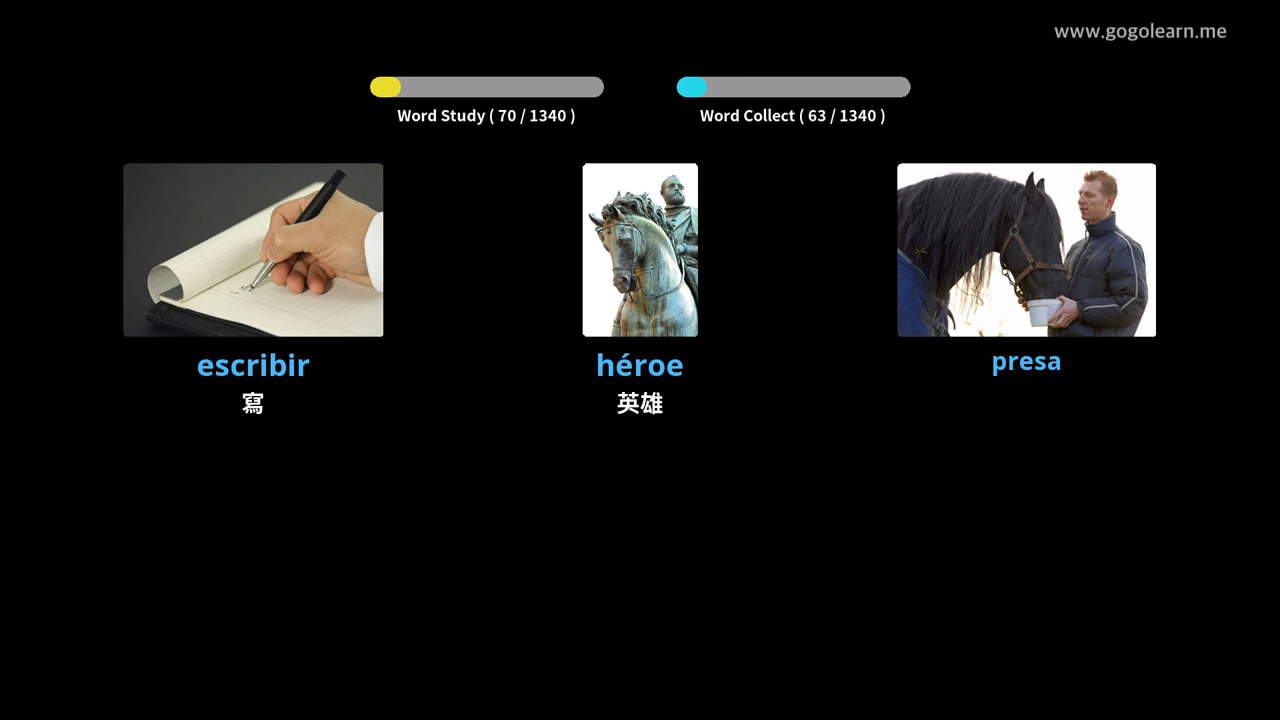 www.gogolearn.me
Word Study ( 70 / 1340 )
Word Collect ( 63 / 1340 )
escribir
寫
héroe
英雄
presa